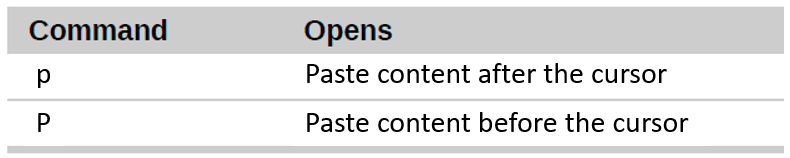 Command Opens
p Paste content after the cursor
P Paste content before the cursor